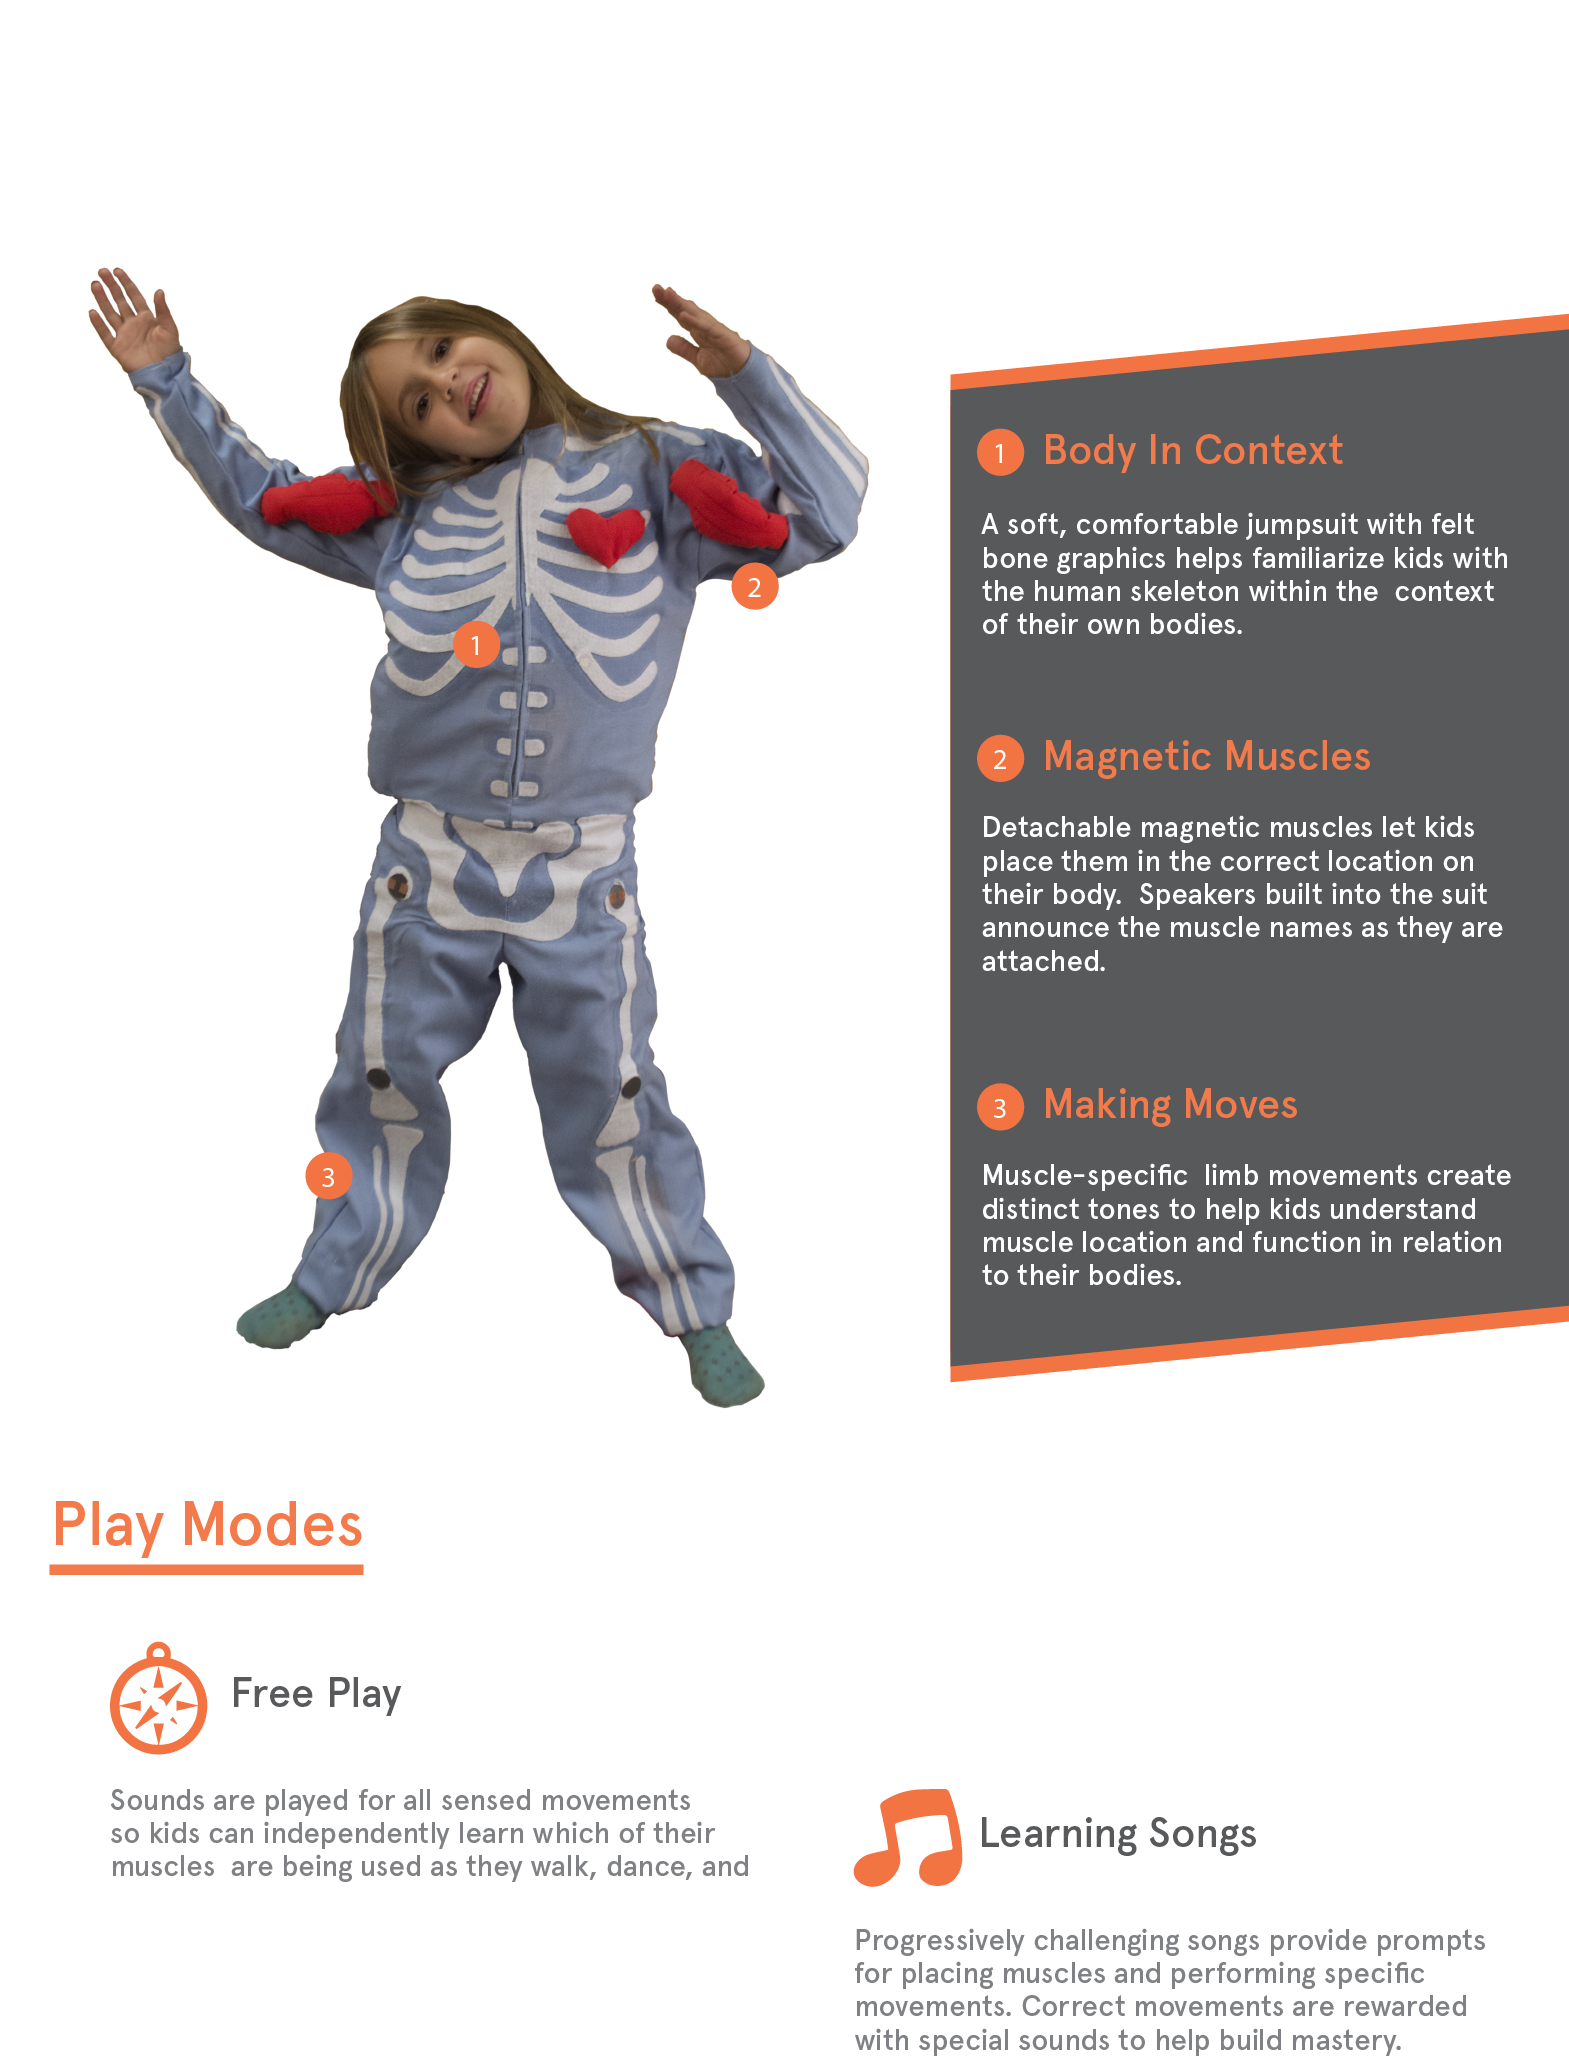 1
2
3
1 Body In Context
A soft, comfortable jumpsuit with felt
bone graphics helps familiarize kids with
the human skeleton within the context
of their own bodies.
2 Magnetic Muscles
Detachable magnetic muscles let kids
place them in the correct location on
their body. Speakers built into the suit
announce the muscle names as they are
attached.
3 Making Moves
Muscle-specific limb movements create
distinct tones to help kids understand
muscle location and function in relation
to their bodies.
Play Modes
Free Play
Sounds are played for all sensed movements
so kids can independently learn which of their
muscles are being used as they walk, dance, and
Learning Songs
Progressively challenging songs provide prompts
for placing muscles and performing specific
movements. Correct movements are rewarded
with special sounds to help build mastery.